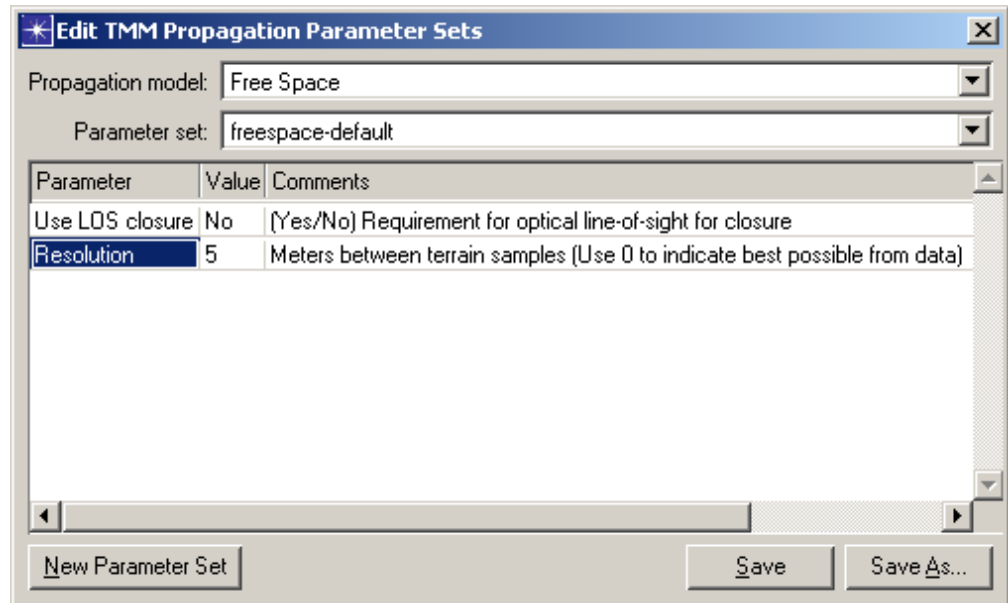 Edit TMM Propagation Parameter Sets
Propagation model: Free Space
Parameter set: freespace-default
Parameter Value Comments
Use LOS closure No (Yes/No) Requirement for optical line-of-sight for closure
Resolution 5 Meters between terrain samples (Use 0 to indicate best possible from data)
New Parameter Set Save Save As...